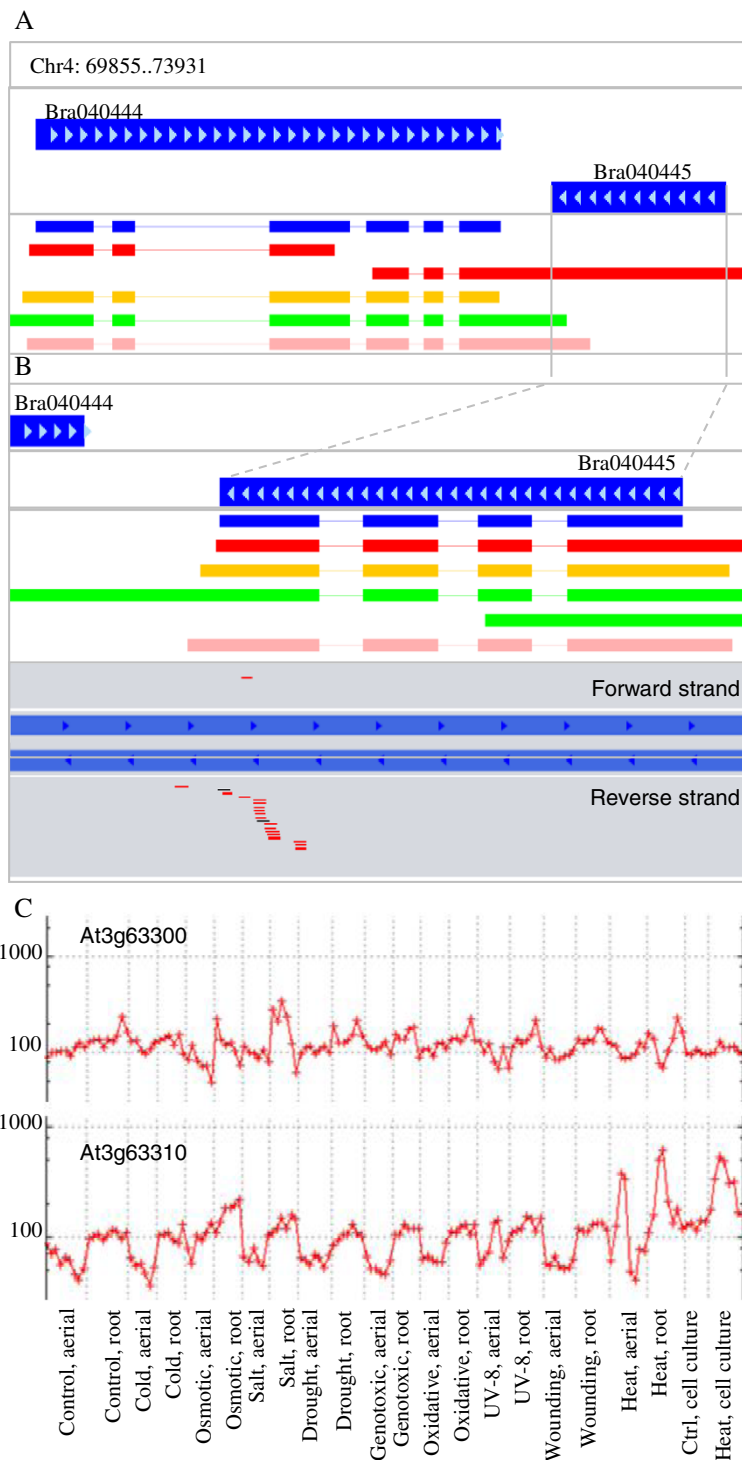 A
Chr4: 69855..73931
Bra040444
Bra040445
B
Bra040444
Bra040445
Forward strand
Reverse strand
C
At3g63300
1000
100
At3g63310
1000
100
Control, aerial
Control, root
Cold, aerial
Cold, root
Osmotic, aerial
Osmotic, root
Salt, aerial
Salt, root
Drought, aerial
Drought, root
Genotoxic, aerial
Genotoxic, root
Oxidative, aerial
Oxidative, root
UV-8, aerial
UV-8, root
Wounding, aerial
Wounding, root
Heat, aerial
Heat, root
Ctrl, cell culture
Heat, cell culture